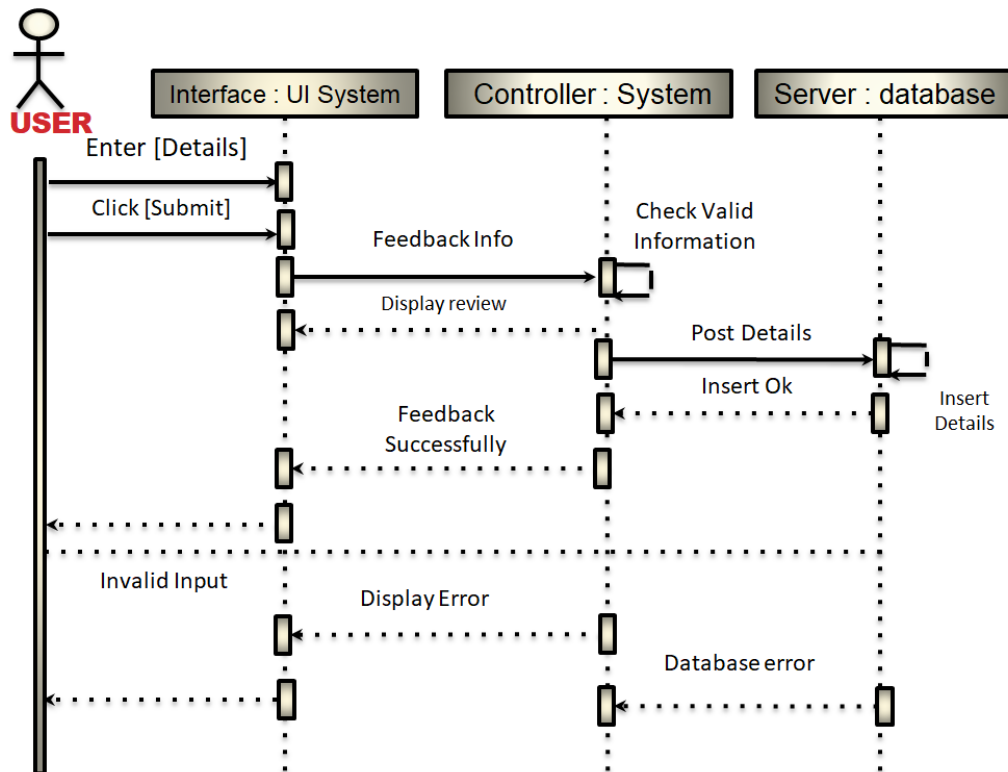 USER
Interface : UI System
Controller : System
Server : database
Enter [Details]
Click [Submit]
Feedback Info
Check Valid
Information
Display review
Post Details
Insert Ok
Insert
Details
Feedback
Successfully
Invalid Input
Display Error
Database error